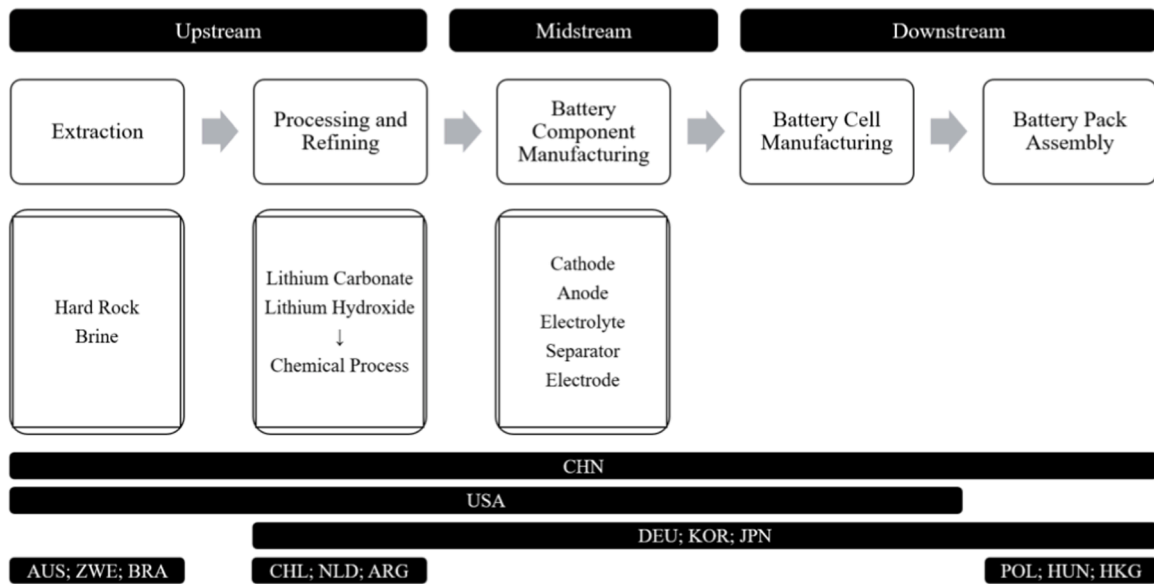 Upstream
Midstream
Downstream
Extraction
Processing and
Refining
Battery
Component
Manufacturing
Battery Cell
Manufacturing
Battery Pack
Assembly
Hard Rock
Brine
Lithium Carbonate
Lithium Hydroxide
↓
Chemical Process
Cathode
Anode
Electrolyte
Separator
Electrode
CHN
USA
DEU; KOR; JPN
AUS; ZWE; BRA
CHL; NLD; ARG
POL; HUN; HKG